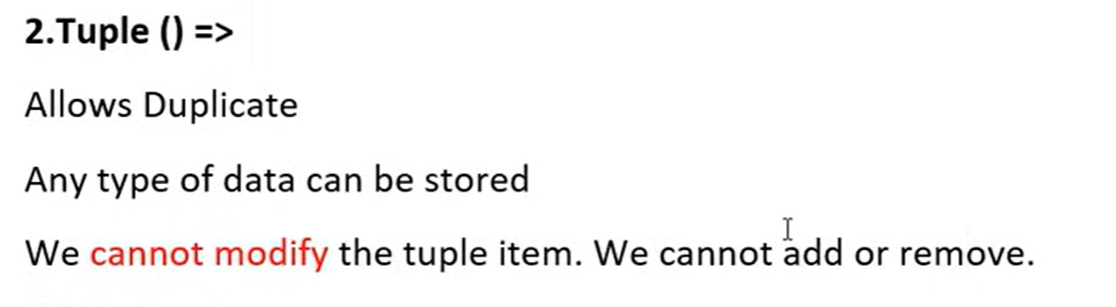 2.Tuple () =>
Allows Duplicate
Any type of data can be stored
We cannot modify the tuple item. We cannot add or remove.